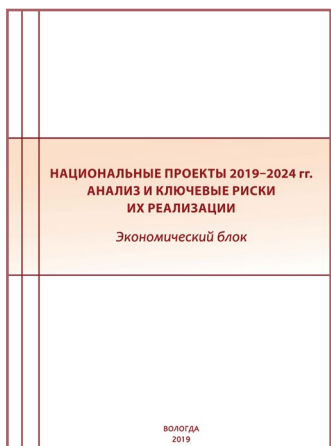 НАЦИОНАЛЬНЫЕ ПРОЕКТЫ 2019–2024 гг.
АНАЛИЗ И КЛЮЧЕВЫЕ РИСКИ
ИХ РЕАЛИЗАЦИИ
Экономический блок
ВОЛОГДА
2019